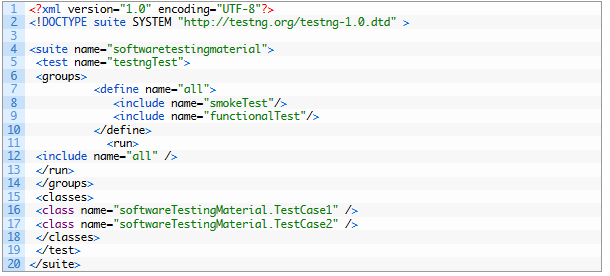 1 <?xml version="1.0" encoding="UTF-8"?>
2 <!DOCTYPE suite SYSTEM "http://testng.org/testng-1.0.dtd" >
3
4 <suite name="softwaretestingmaterial">
5 <test name="testngTest">
6 <groups>
7 <define name="all">
8 <include name="smokeTest"/>
9 <include name="functionalTest"/>
10 </define>
11 <run>
12 <include name="all" />
13 </run>
14 </groups>
15 <classes>
16 <class name="softwareTestingMaterial.TestCase1" />
17 <class name="softwareTestingMaterial.TestCase2" />
18 </classes>
19 </test>
20 </suite>